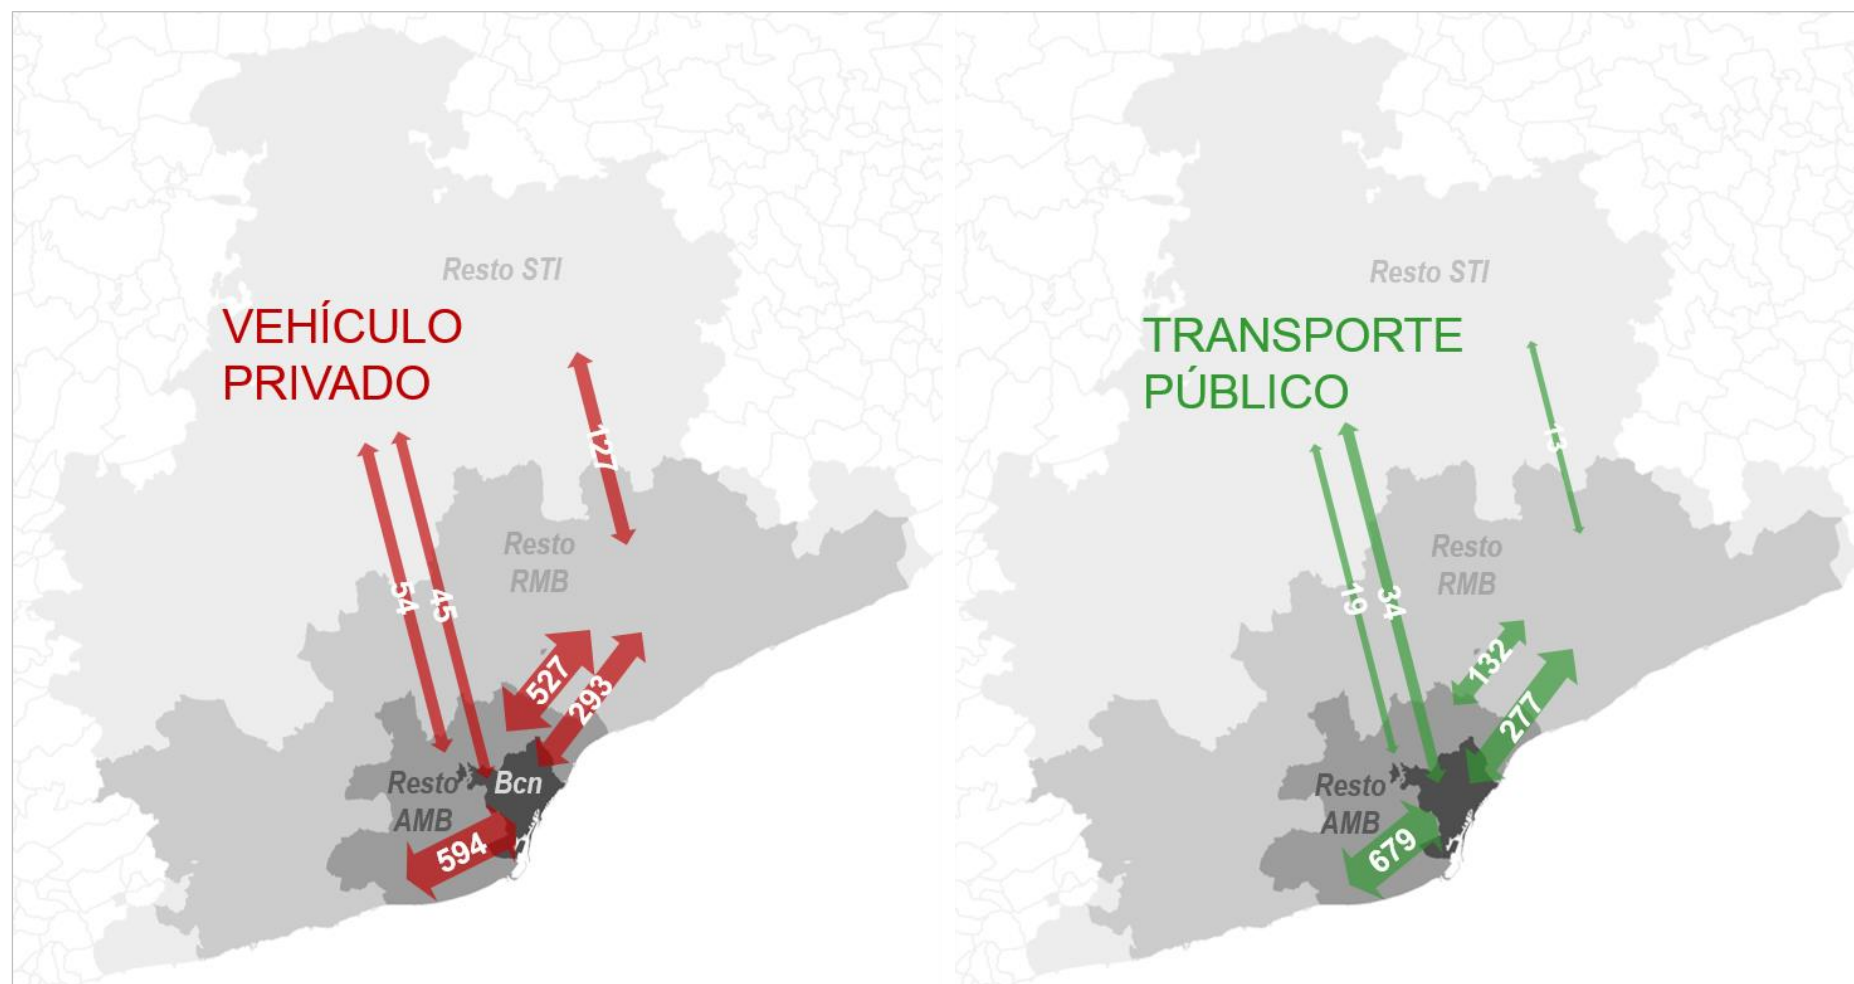 Resto STI
VEHÍCULO
PRIVADO
127
Resto
RMB
54
45
527
293
Resto
AMB
Bcn
594
Resto STI
TRANSPORTE
PÚBLICO
13
Resto
RMB
19
34
132
277
Resto
AMB
679